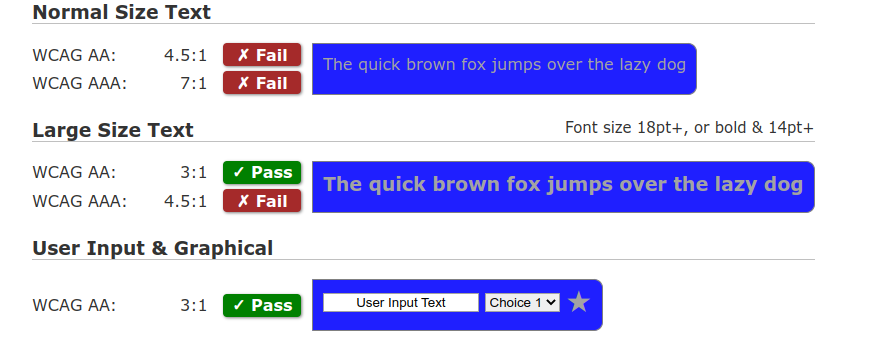 Normal Size Text
WCAG AA: 4.5:1 ✗ Fail The quick brown fox jumps over the lazy dog
WCAG AAA: 7:1 ✗ Fail
Large Size Text Font size 18pt+, or bold & 14pt+
WCAG AA: 3:1 ✓ Pass The quick brown fox jumps over the lazy dog
WCAG AAA: 4.5:1 ✗ Fail
User Input & Graphical
WCAG AA: 3:1 ✓ Pass User Input Text Choice 1 ★